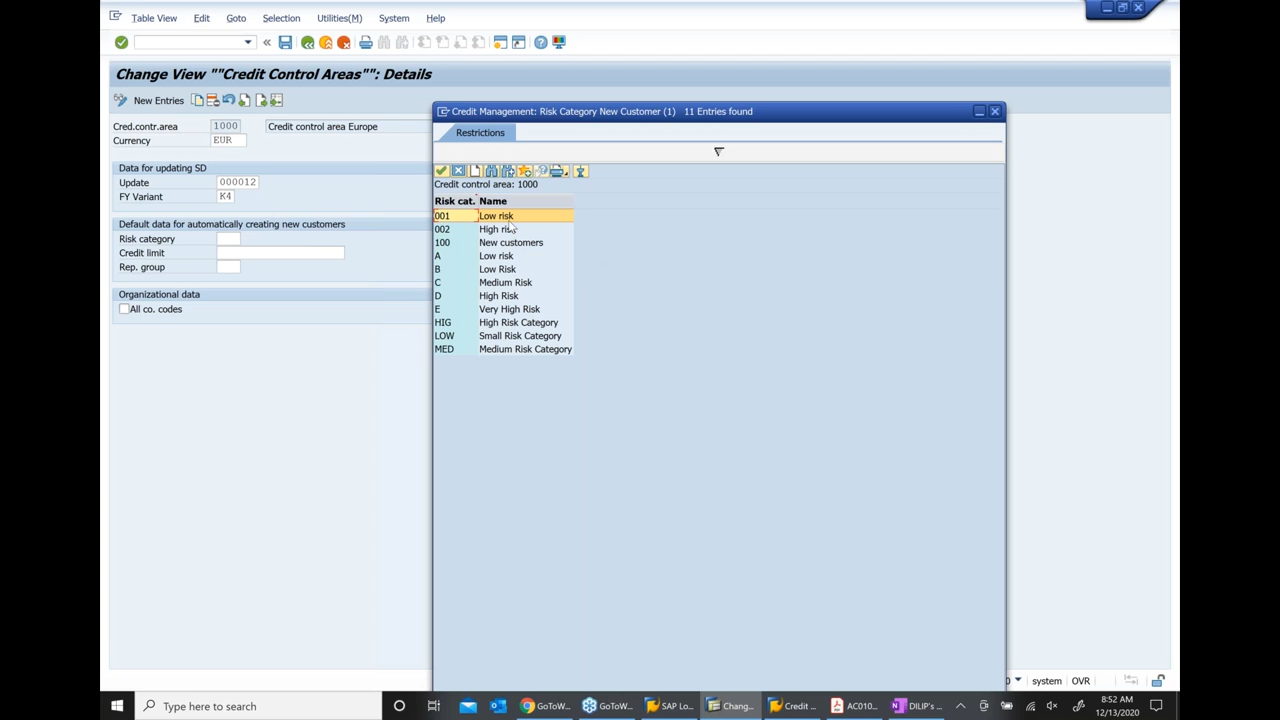 Table View Edit Goto Selection Utilities(M) System Help
Change View ""Credit Control Areas"": Details
New Entries
Cred.contr.area 1000 Credit control area Europe
Currency EUR
Data for updating SD
Update 000012
FY Variant K4
Default data for automatically creating new customers
Risk category
Credit limit
Rep. group
Organizational data
All co. codes
Credit Management: Risk Category New Customer (1) 11 Entries found
Restrictions
Credit control area: 1000
Risk cat. Name
001 Low risk
002 High risk
100 New customers
A Low risk
B Low Risk
C Medium Risk
D High Risk
E Very High Risk
HIG High Risk Category
LOW Small Risk Category
MED Medium Risk Category
system OVR
Type here to search
GoToW... GoToW... SAP Lo... Chang... Credit ... AC010... DILIP's ...
8:52 AM
12/13/2020